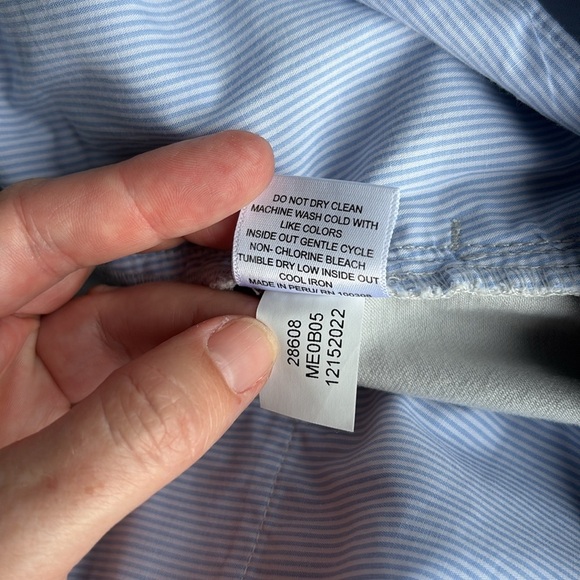 DO NOT DRY CLEAN
MACHINE WASH COLD WITH
LIKE COLORS
INSIDE OUT GENTLE CYCLE
NON- CHLORINE BLEACH
TUMBLE DRY LOW INSIDE OUT
COOL IRON
MADE IN PERU/ RN
28608
ME0B05
12152022